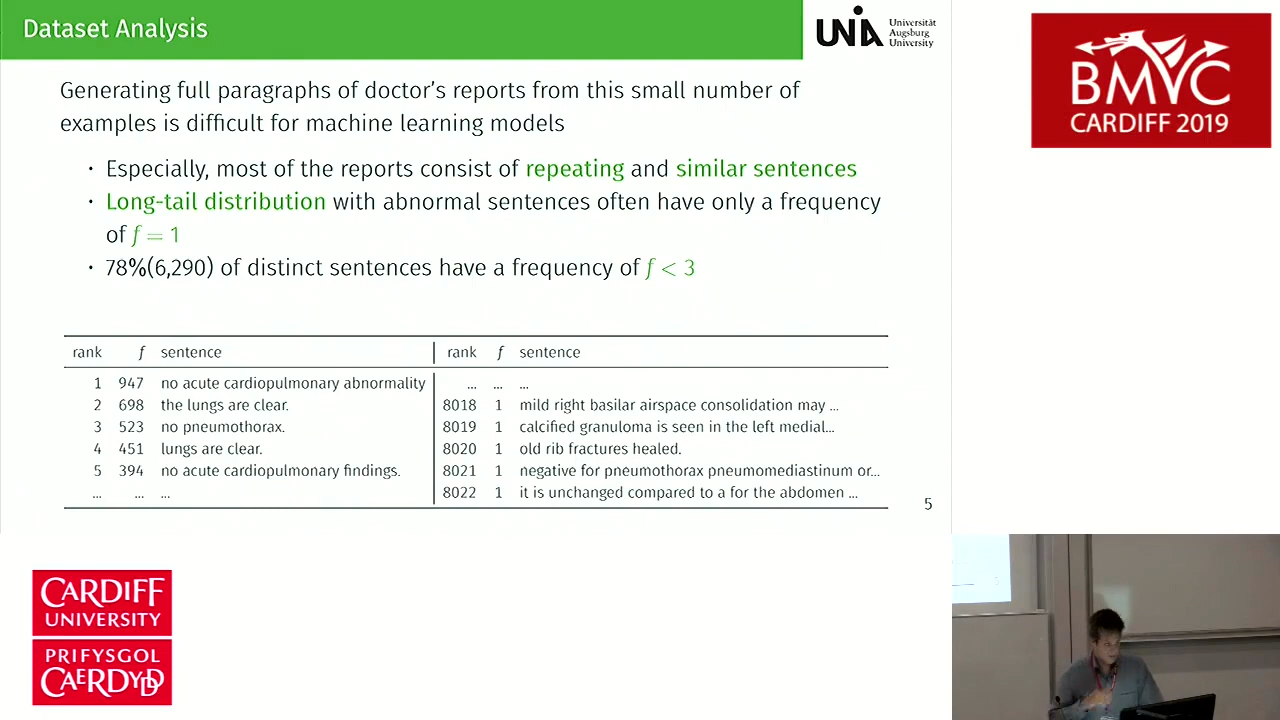 Dataset Analysis
UNIA Universität
Augsburg
University
BMVC
CARDIFF 2019
Generating full paragraphs of doctor's reports from this small number of
examples is difficult for machine learning models
• Especially, most of the reports consist of repeating and similar sentences
• Long-tail distribution with abnormal sentences often have only a frequency
of f = 1
• 78%(6,290) of distinct sentences have a frequency of f < 3
rank f sentence rank f sentence
1 947 no acute cardiopulmonary abnormality ... ... ...
2 698 the lungs are clear. 8018 1 mild right basilar airspace consolidation may ...
3 523 no pneumothorax. 8019 1 calcified granuloma is seen in the left medial...
4 451 lungs are clear. 8020 1 old rib fractures healed.
5 394 no acute cardiopulmonary findings. 8021 1 negative for pneumothorax pneumomediastinum or...
... ... ... 8022 1 it is unchanged compared to a for the abdomen ...
5
CARDIFF
UNIVERSITY
PRIFYSGOL
CAERDYDD